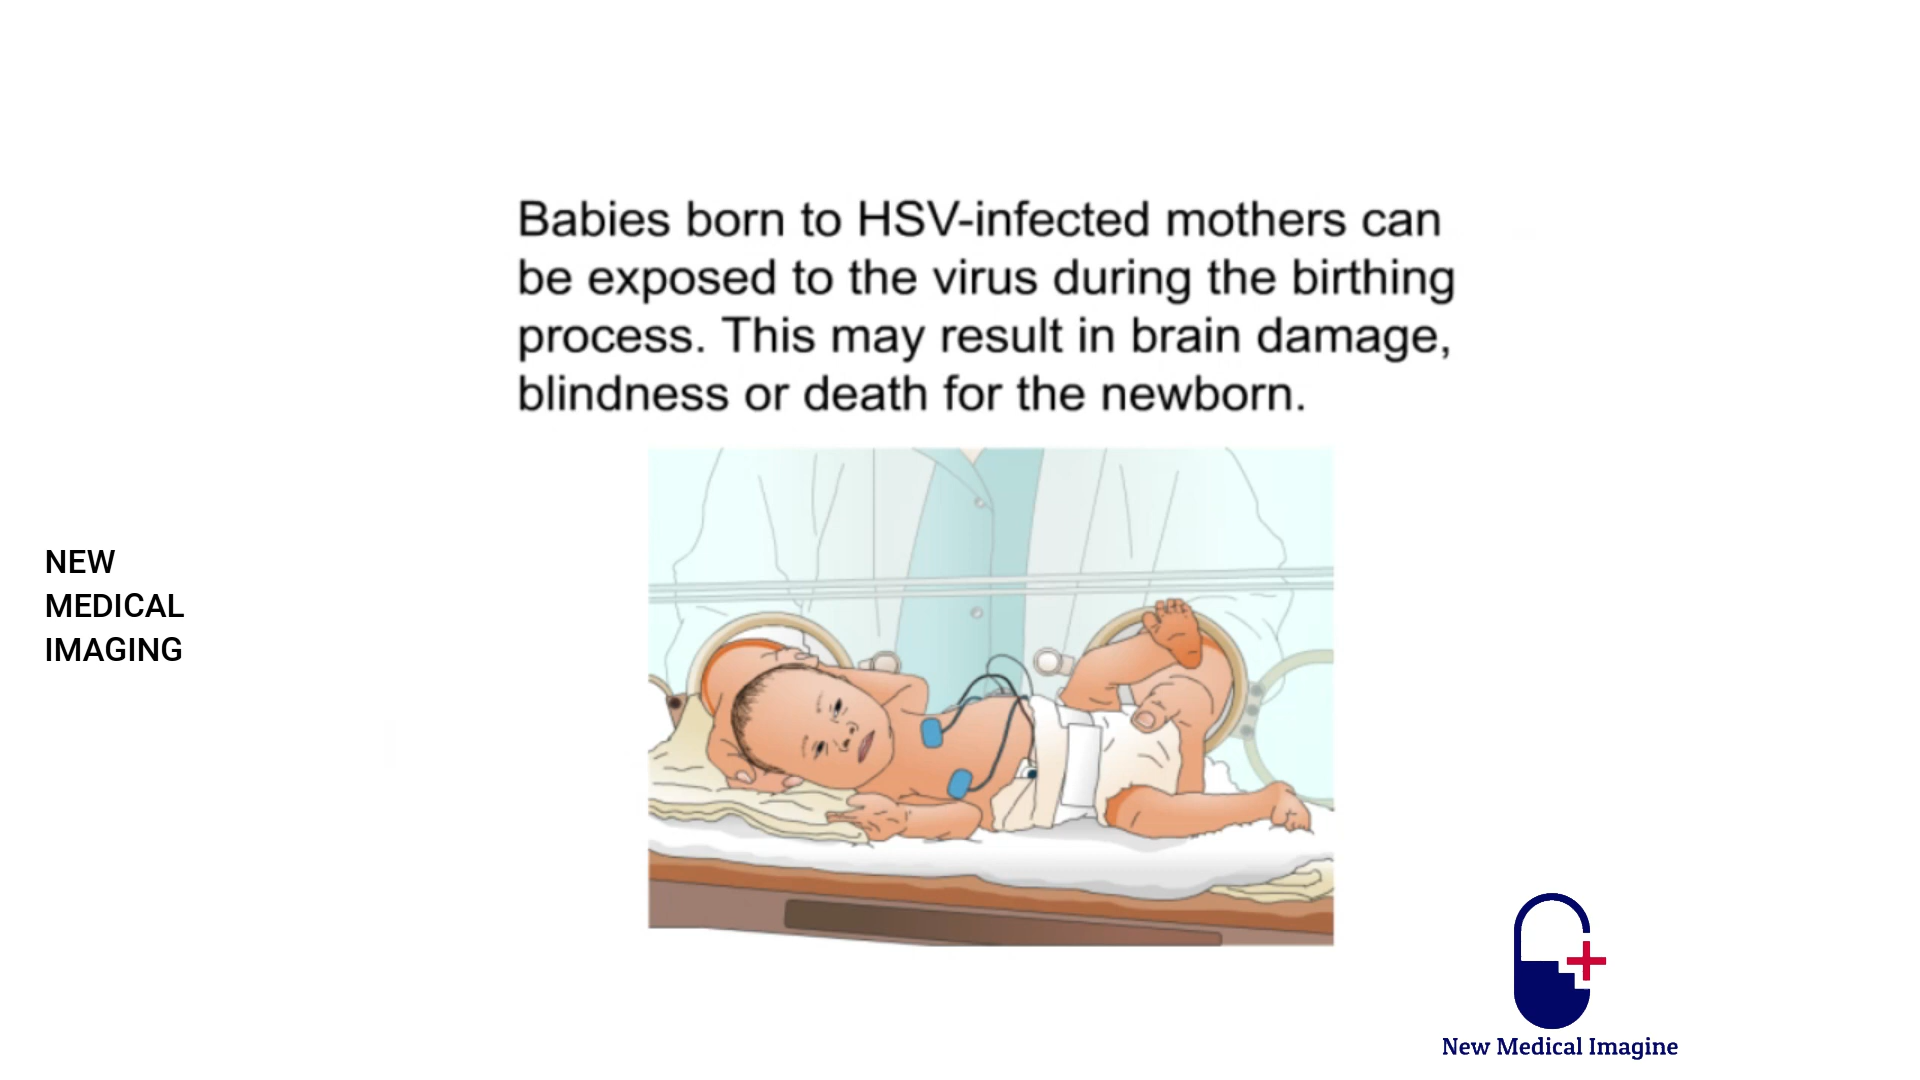 Babies born to HSV-infected mothers can
be exposed to the virus during the birthing
process. This may result in brain damage,
blindness or death for the newborn.
NEW
MEDICAL
IMAGING
New Medical Imagine